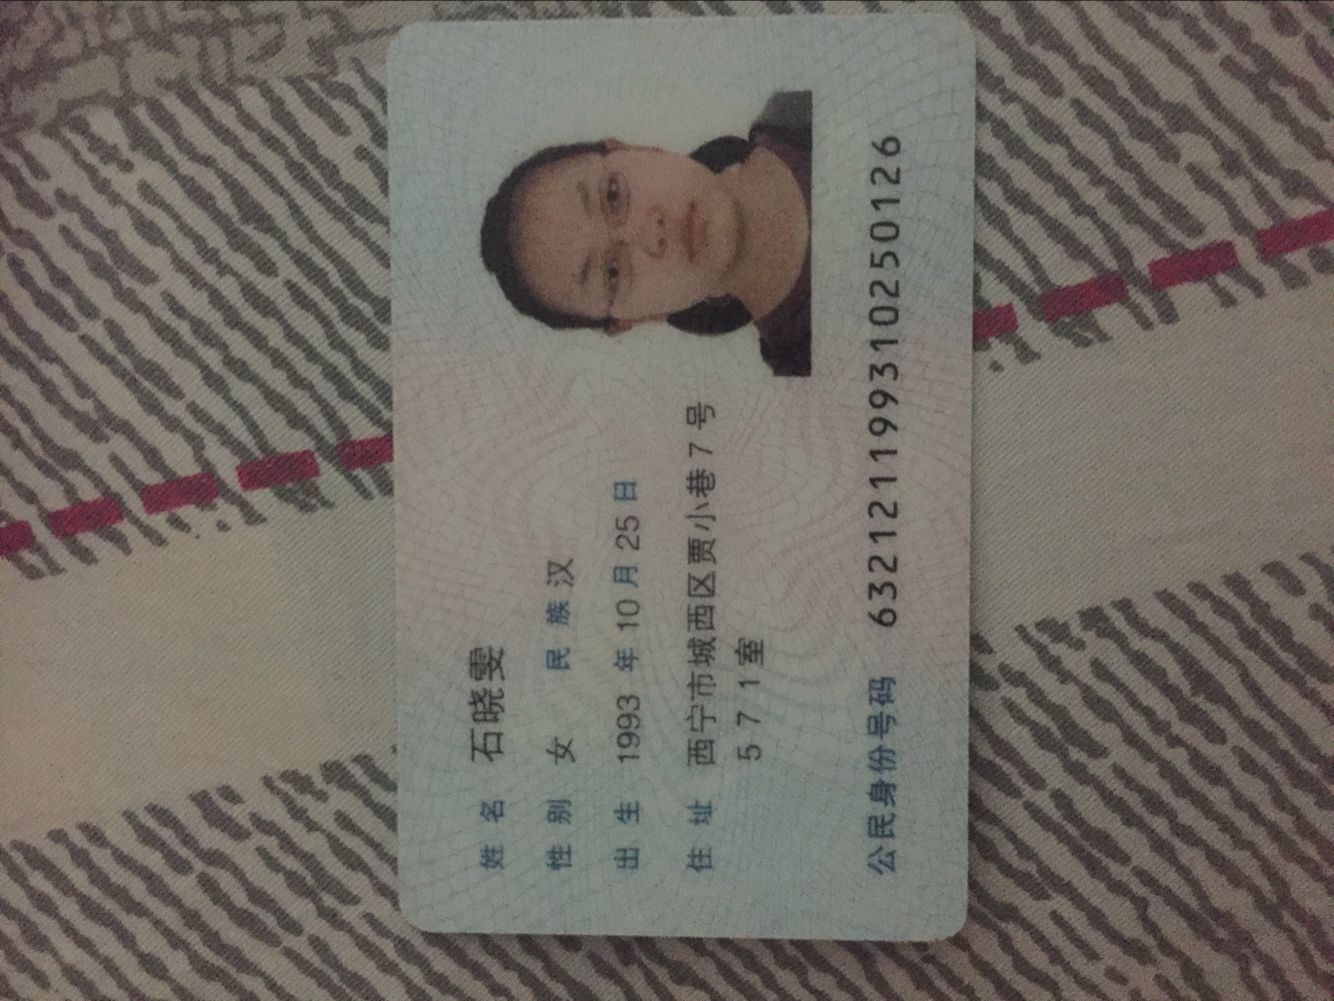 姓名 石晓雯
性别 女 民族 汉
出生 1993 年 10 月 25 日
住址 西宁市城西区贾小巷7号
571室
公民身份号码 632121199310250126